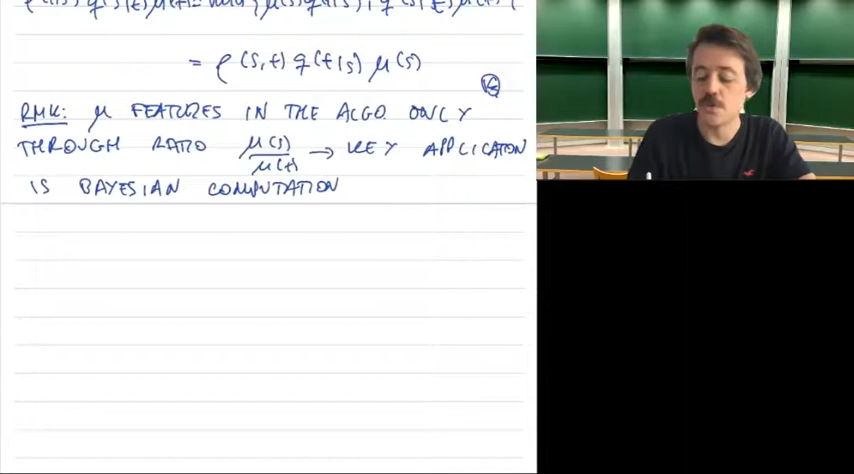 = ρ(s,t) q(t|s) μ(s)
RMK: μ FEATURES IN THE ALGO ONLY
THROUGH RATIO μ(s)/μ(t) → KEY APPLICATION
IS BAYESIAN COMPUTATION